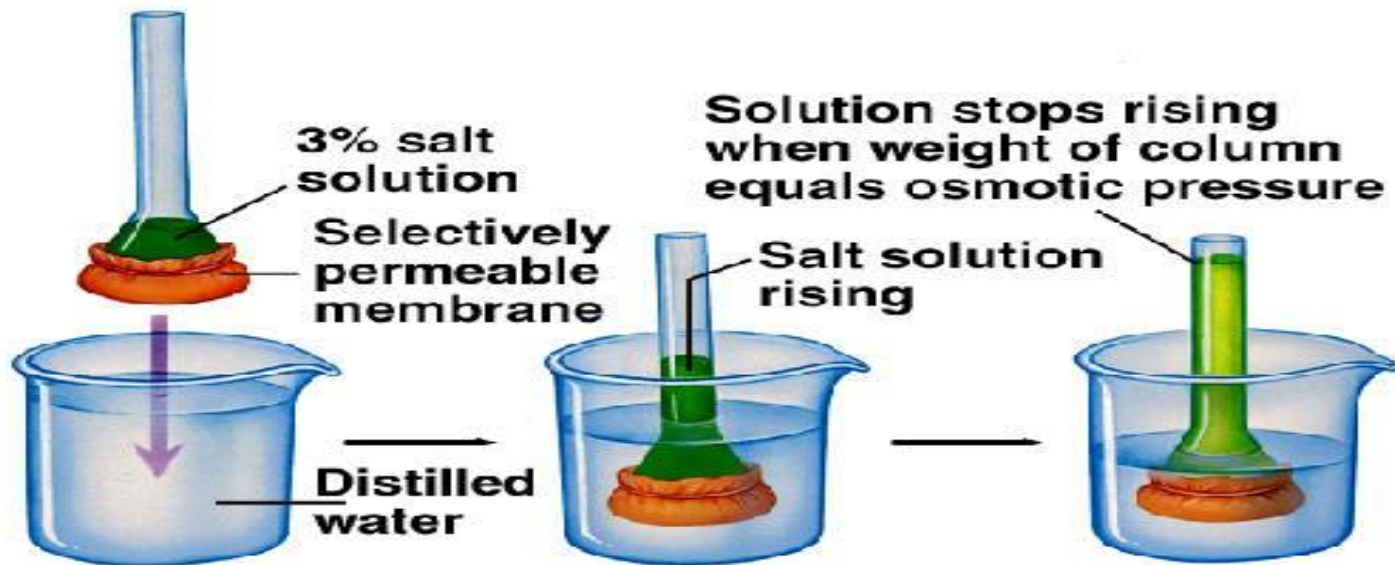 3% salt
solution
Selectively
permeable
membrane
Distilled
water
Salt solution
rising
Solution stops rising
when weight of column
equals osmotic pressure